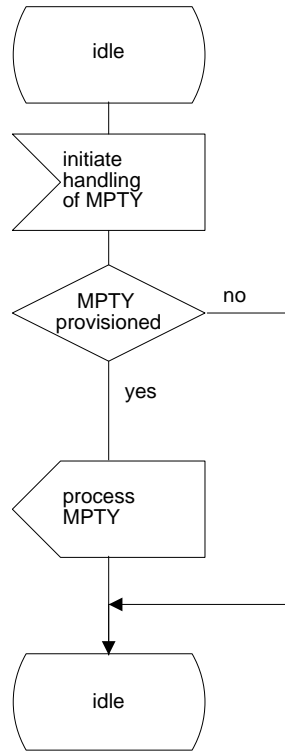 idle
initiate
handling
of MPTY
MPTY
provisioned
no
yes
process
MPTY
idle